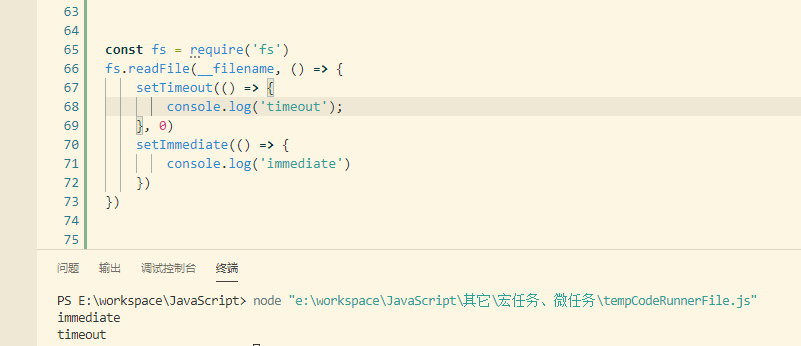 63
64
65 const fs = require('fs')
66 fs.readFile(__filename, () => {
67     setTimeout(() => {
68         console.log('timeout');
69     }, 0)
70     setImmediate(() => {
71         console.log('immediate')
72     })
73 })
74
75
问题 输出 调试控制台 终端
PS E:\workspace\JavaScript> node "e:\workspace\JavaScript\其它\宏任务、微任务\tempCodeRunnerFile.js"
immediate
timeout